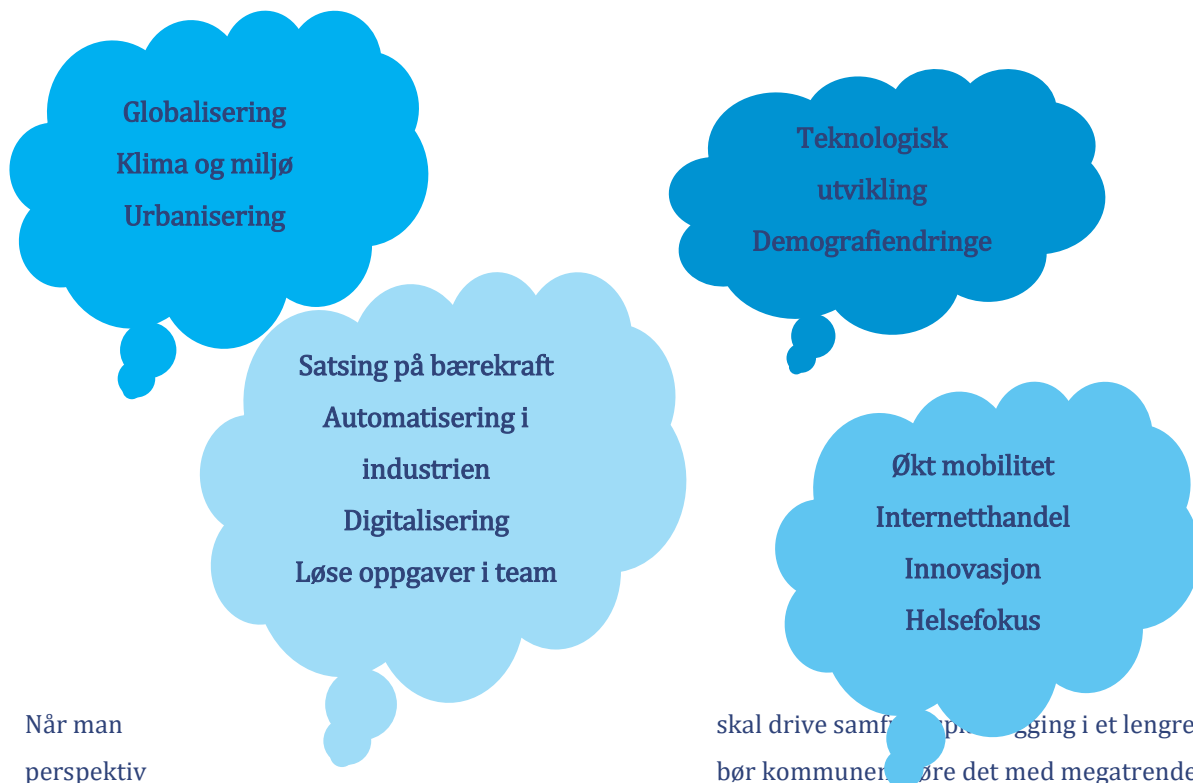 Globalisering
Klima og miljø
Urbanisering
Teknologisk
utvikling
Demografiendringe
Satsing på bærekraft
Automatisering i
industrien
Digitalisering
Løse oppgaver i team
Økt mobilitet
Internetthandel
Innovasjon
Helsefokus
Når man skal drive i et lengre
perspektiv bør det med megatrende